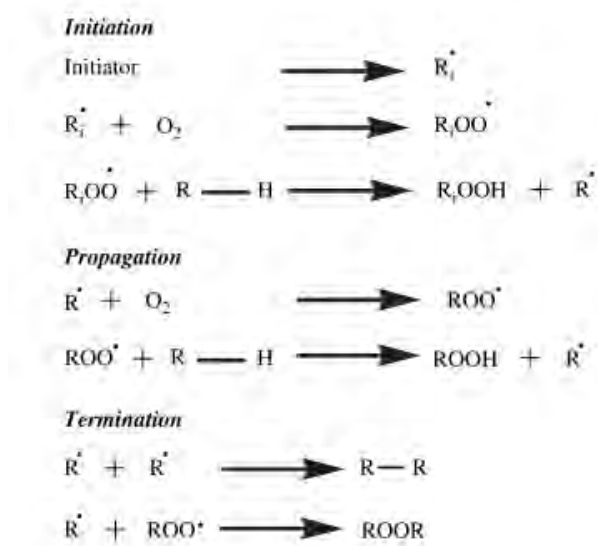 Initiation
Initiator ⟶ Rᵢ•
Rᵢ• + O₂ ⟶ RᵢOO•
RᵢOO• + R — H ⟶ RᵢOOH + R•
Propagation
R• + O₂ ⟶ ROO•
ROO• + R — H ⟶ ROOH + R•
Termination
R• + R• ⟶ R — R
R• + ROO• ⟶ ROOR